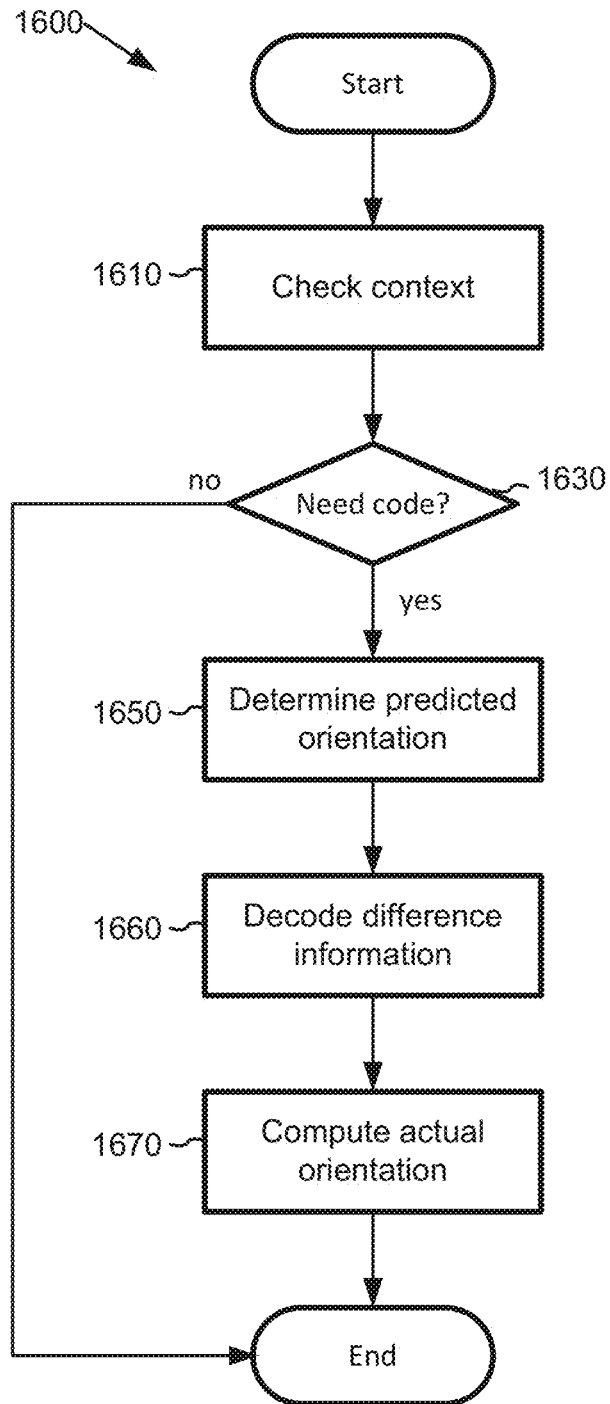 1600
Start
1610
Check context
no
Need code?
1630
yes
1650
Determine predicted
orientation
1660
Decode difference
information
1670
Compute actual
orientation
End